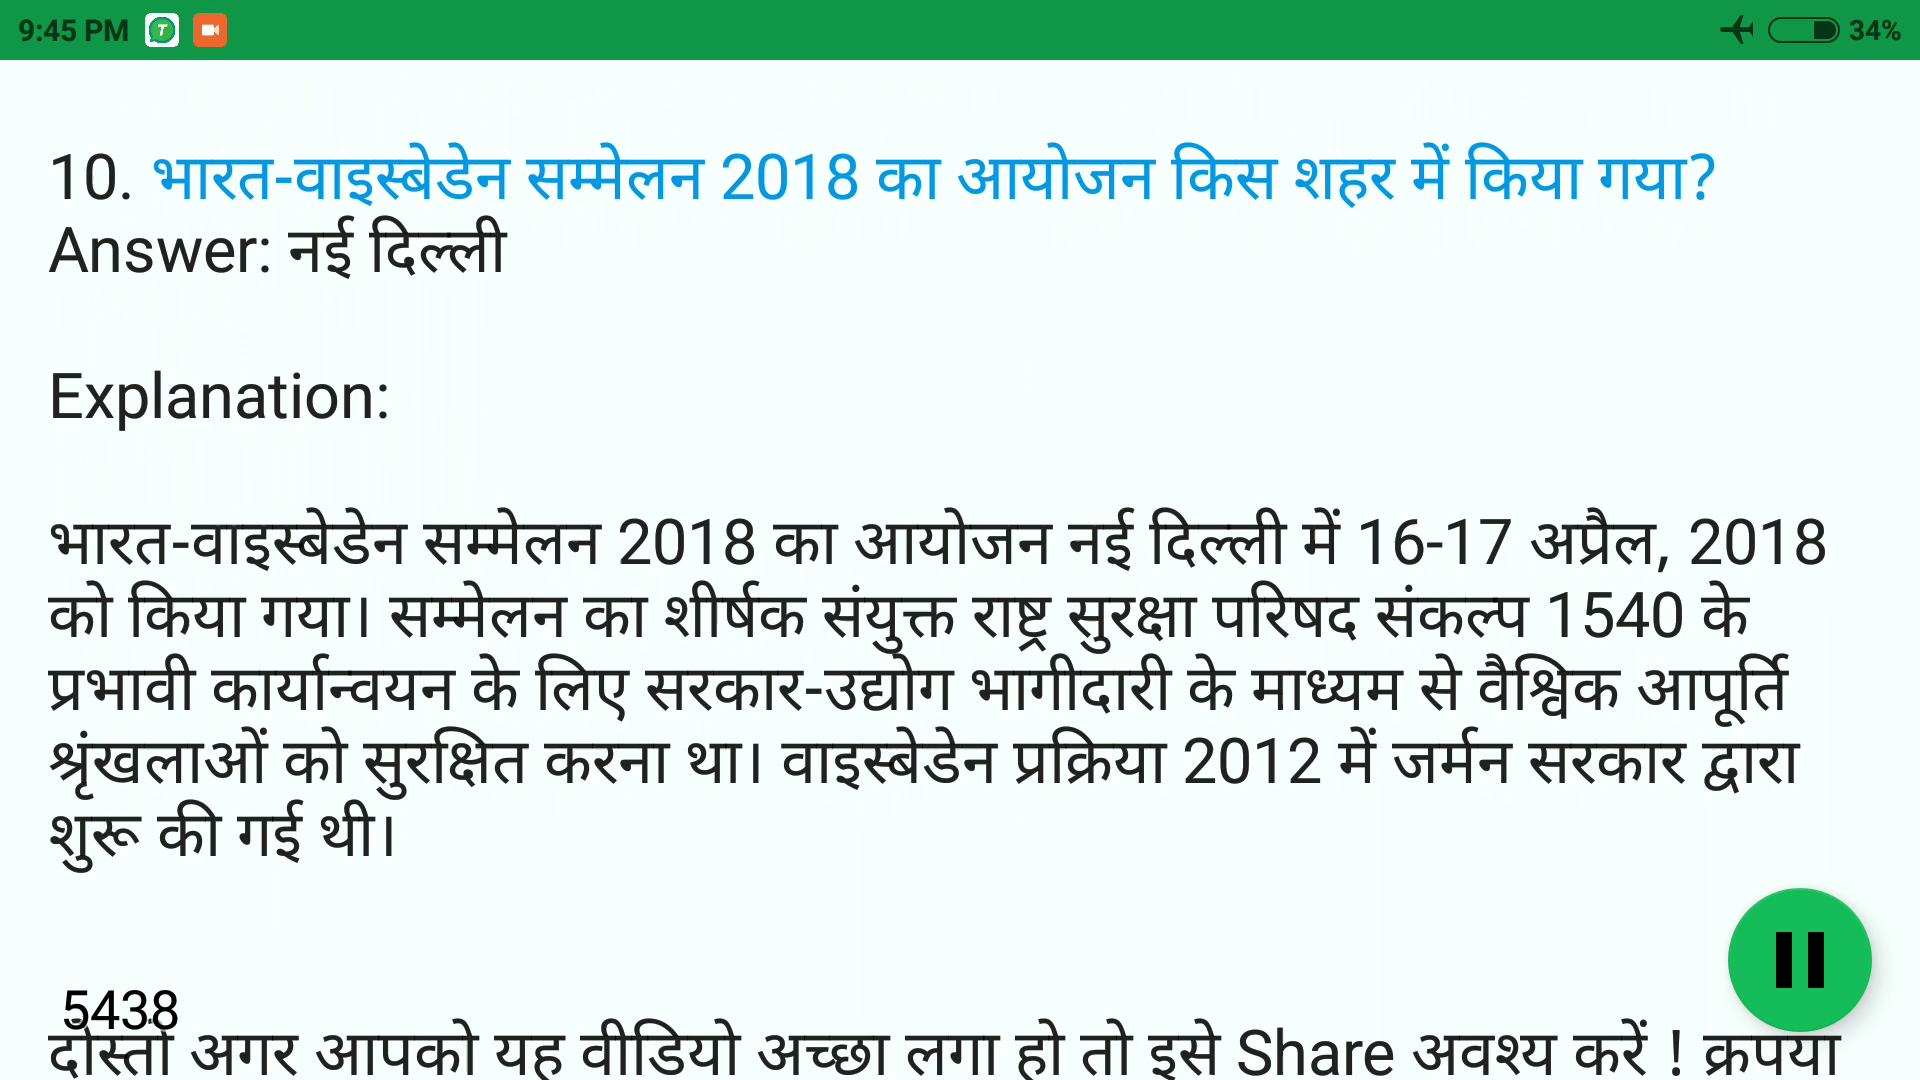 9:45 PM
34%
10. भारत-वाइस्बेडेन सम्मेलन 2018 का आयोजन किस शहर में किया गया?
Answer: नई दिल्ली
Explanation:
भारत-वाइस्बेडेन सम्मेलन 2018 का आयोजन नई दिल्ली में 16-17 अप्रैल, 2018
को किया गया। सम्मेलन का शीर्षक संयुक्त राष्ट्र सुरक्षा परिषद संकल्प 1540 के
प्रभावी कार्यान्वयन के लिए सरकार-उद्योग भागीदारी के माध्यम से वैश्विक आपूर्ति
श्रृंखलाओं को सुरक्षित करना था। वाइस्बेडेन प्रक्रिया 2012 में जर्मन सरकार द्वारा
शुरू की गई थी।
5438
दोस्तो अगर आपको यह वीडियो अच्छा लगा हो तो इसे Share अवश्य करें ! क्रपया